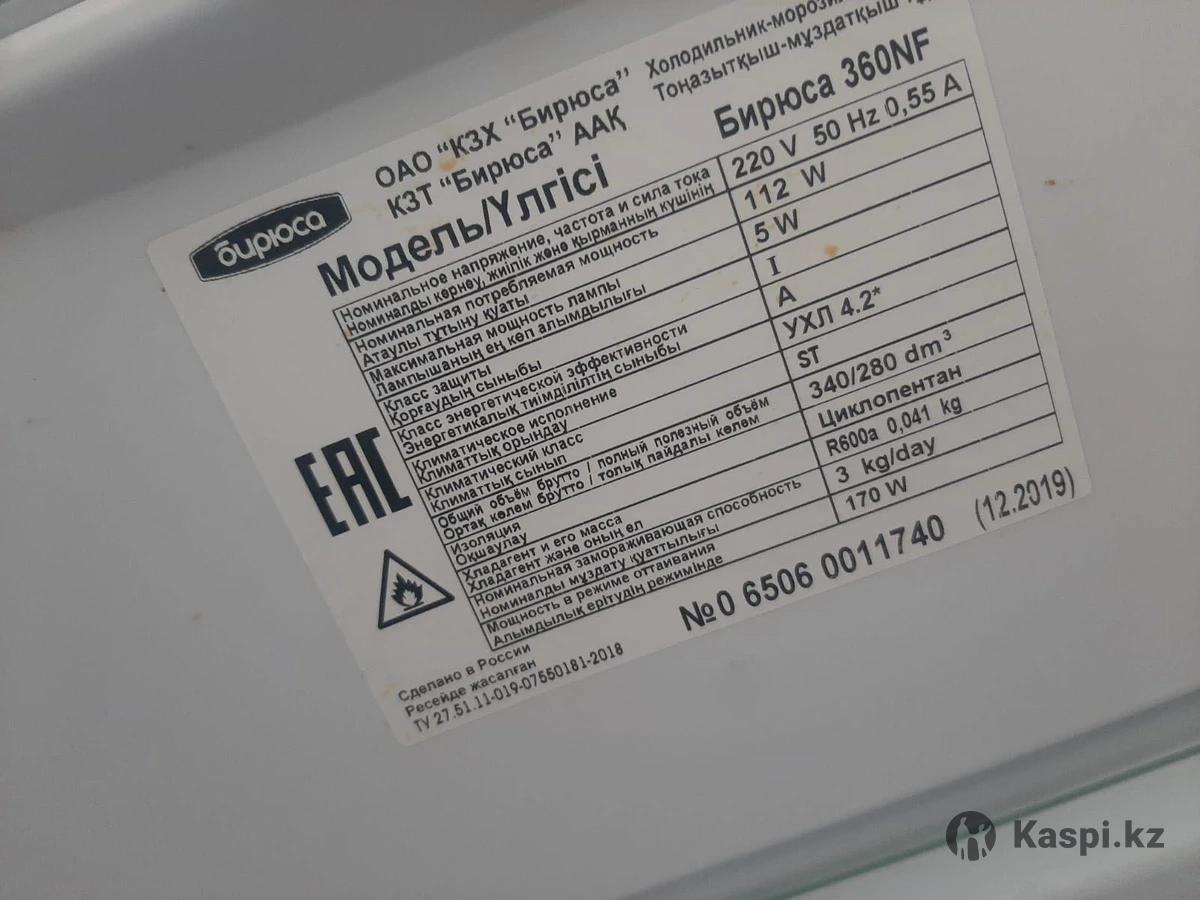 бирюса
ОАО "КЗХ "Бирюса"
КЗТ "Бирюса" ААҚ
Холодильник-
Тоңазытқыш-мұздатқыш
Модель/Үлгісі Бирюса 360NF
Номинальное напряжение, частота и сила тока
Номиналды кернеу, жиілік және қырманның күшінің
220 V 50 Hz 0,55 A
Номинальная потребляемая мощность
Атаулы тұтыну қуаты
112 W
Максимальная мощность лампы
Лампышаның ең көп алымдылығы
5 W
Класс защиты
Қорғаудың сыныбы
I
Класс энергетической эффективности
Энергетикалық тиімділілтің сыныбы
A
Климатическое исполнение
Климаттық орындау
УХЛ 4.2*
Климатический класс
Климаттық сынып
ST
Общий объём брутто / полный полезный объём
Ортақ көлем брутто / толық пайдалы көлем
340/280 dm³
Изоляция
Оқшаулау
Циклопентан
Хладагент и его масса
Хладагент және оның ел
R600a 0,041 kg
Номинальная замораживающая способность
Номиналды мұздату қуаттылығы
3 kg/day
Мощность в режиме оттаивания
Алымдылық ерітудің режимінде
170 W
EAC
№0 6506 0011740 (12.2019)
Сделано в России
Ресейде жасалған
ТУ 27.51.11-019-07550181-2018
Kaspi.kz